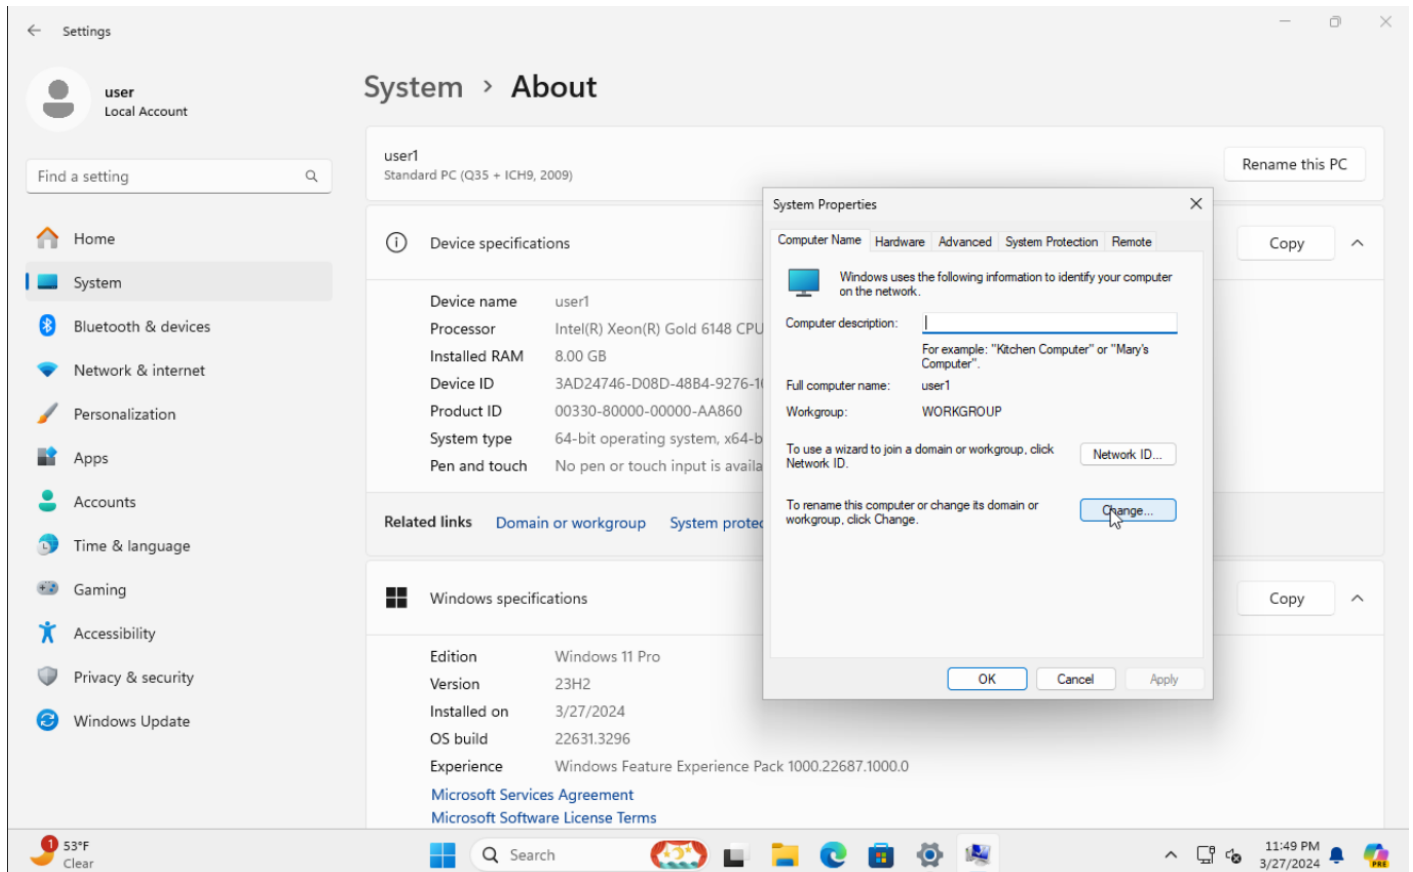 Settings
user
Local Account
Find a setting
Home
System
Bluetooth & devices
Network & internet
Personalization
Apps
Accounts
Time & language
Gaming
Accessibility
Privacy & security
Windows Update
System > About
user1
Standard PC (Q35 + ICH9, 2009)
Rename this PC
Device specifications
Copy
Device name user1
Processor Intel(R) Xeon(R) Gold 6148 CPU
Installed RAM 8.00 GB
Device ID 3AD24746-D08D-48B4-9276-1
Product ID 00330-80000-00000-AA860
System type 64-bit operating system, x64-b
Pen and touch No pen or touch input is availa
Related links Domain or workgroup System protec
Windows specifications
Copy
Edition Windows 11 Pro
Version 23H2
Installed on 3/27/2024
OS build 22631.3296
Experience Windows Feature Experience Pack 1000.22687.1000.0
Microsoft Services Agreement
Microsoft Software License Terms
System Properties
Computer Name Hardware Advanced System Protection Remote
Windows uses the following information to identify your computer
on the network.
Computer description:
For example: "Kitchen Computer" or "Mary's
Computer".
Full computer name: user1
Workgroup: WORKGROUP
To use a wizard to join a domain or workgroup, click
Network ID.
Network ID...
To rename this computer or change its domain or
workgroup, click Change.
Change...
OK Cancel Apply
1
53°F
Clear
Search
11:49 PM
3/27/2024
PRE